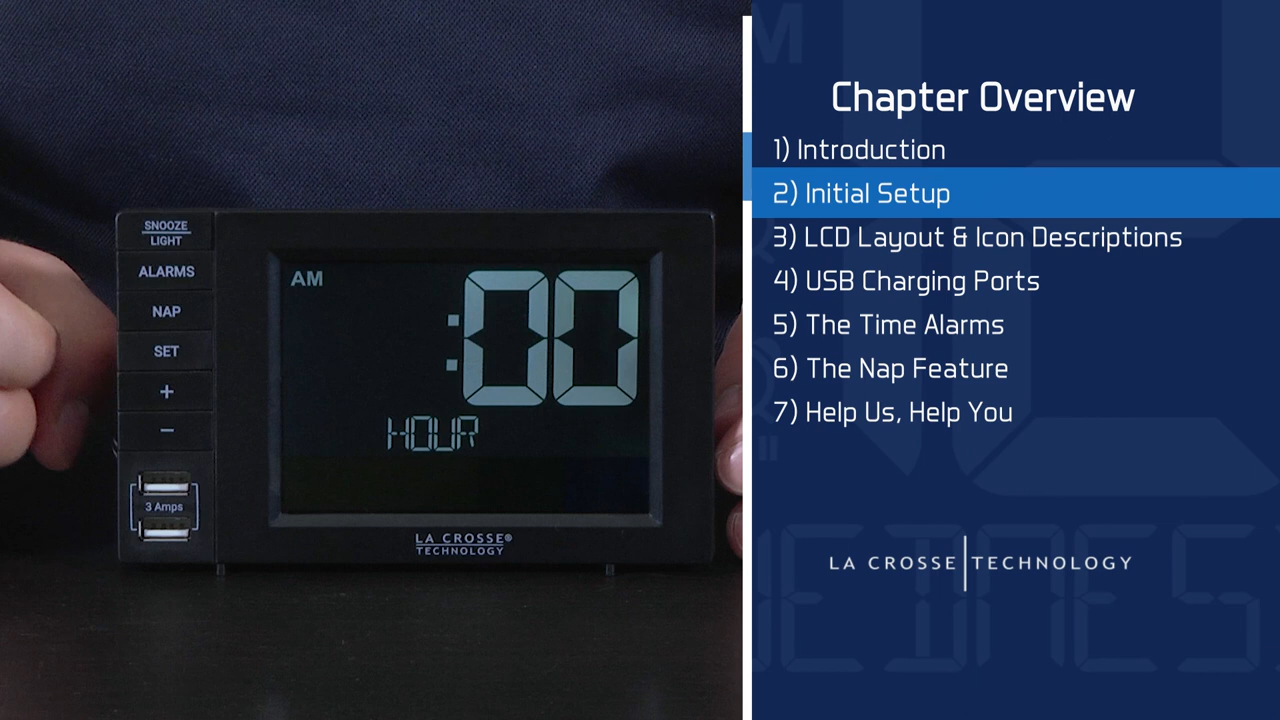 SNOOZE
LIGHT
ALARMS
NAP
SET
+
−
3 Amps
AM
:00
HOUR
LA CROSSE®
TECHNOLOGY
Chapter Overview
1) Introduction
2) Initial Setup
3) LCD Layout & Icon Descriptions
4) USB Charging Ports
5) The Time Alarms
6) The Nap Feature
7) Help Us, Help You
LA CROSSE TECHNOLOGY